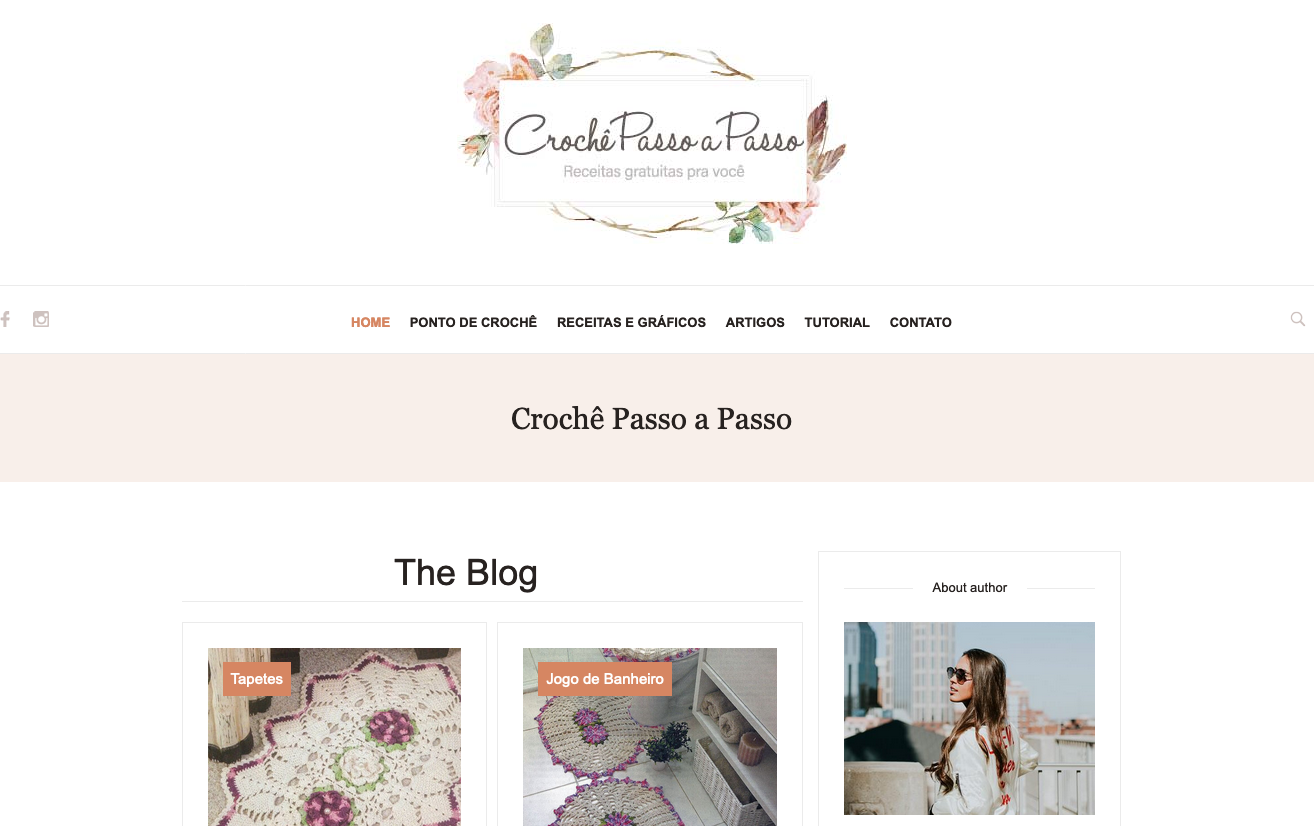 Crochê Passo a Passo
Receitas gratuitas pra você
HOME PONTO DE CROCHÊ RECEITAS E GRÁFICOS ARTIGOS TUTORIAL CONTATO
Crochê Passo a Passo
The Blog
Tapetes
Jogo de Banheiro
About author